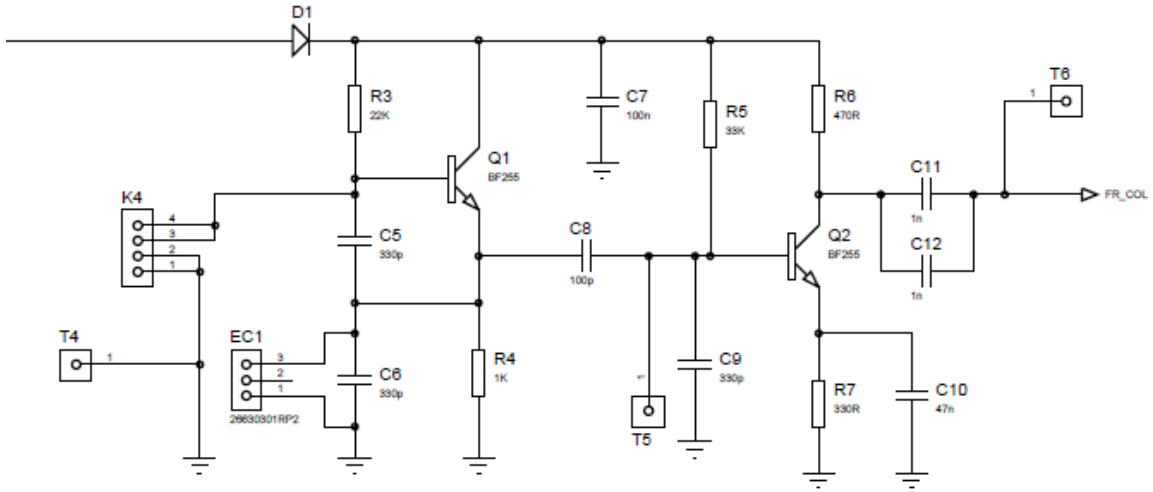 D1
T6
1
R3
22K
C7
100n
R5
33K
R6
470R
Q1
BF255
C11
1n
FR_COL
K4
4
3
2
1
C5
330p
C8
100p
Q2
BF255
C12
1n
T4
1
EC1
3
2
1
26630301RP2
C6
330p
R4
1K
1
T5
C9
330p
R7
330R
C10
47n